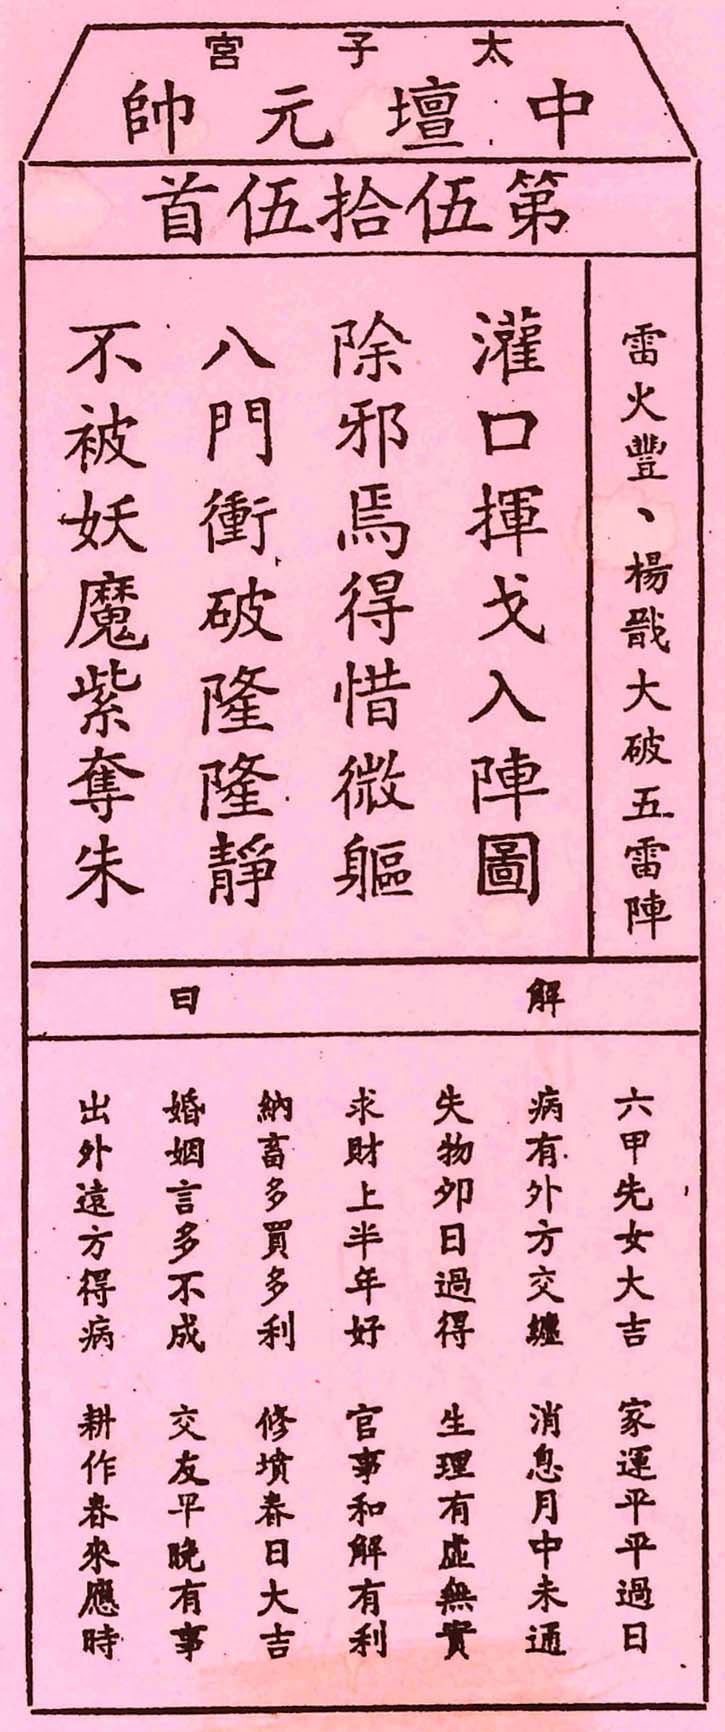 太子宮
中壇元帥
第伍拾伍首
雷火豐、楊戩大破五雷陣
灌口揮戈入陣圖
除邪焉得惜微軀
八門衝破隆隆靜
不被妖魔紫奪朱
解曰
六甲先女大吉
家運平平過日
病有外方交纏
消息月中未通
失物卯日過得
生理有虛無實
求財上半年好
官事和解有利
納畜多買多利
修墳春日大吉
婚姻言多不成
交友平晚有事
出外遠方得病
耕作春來應時